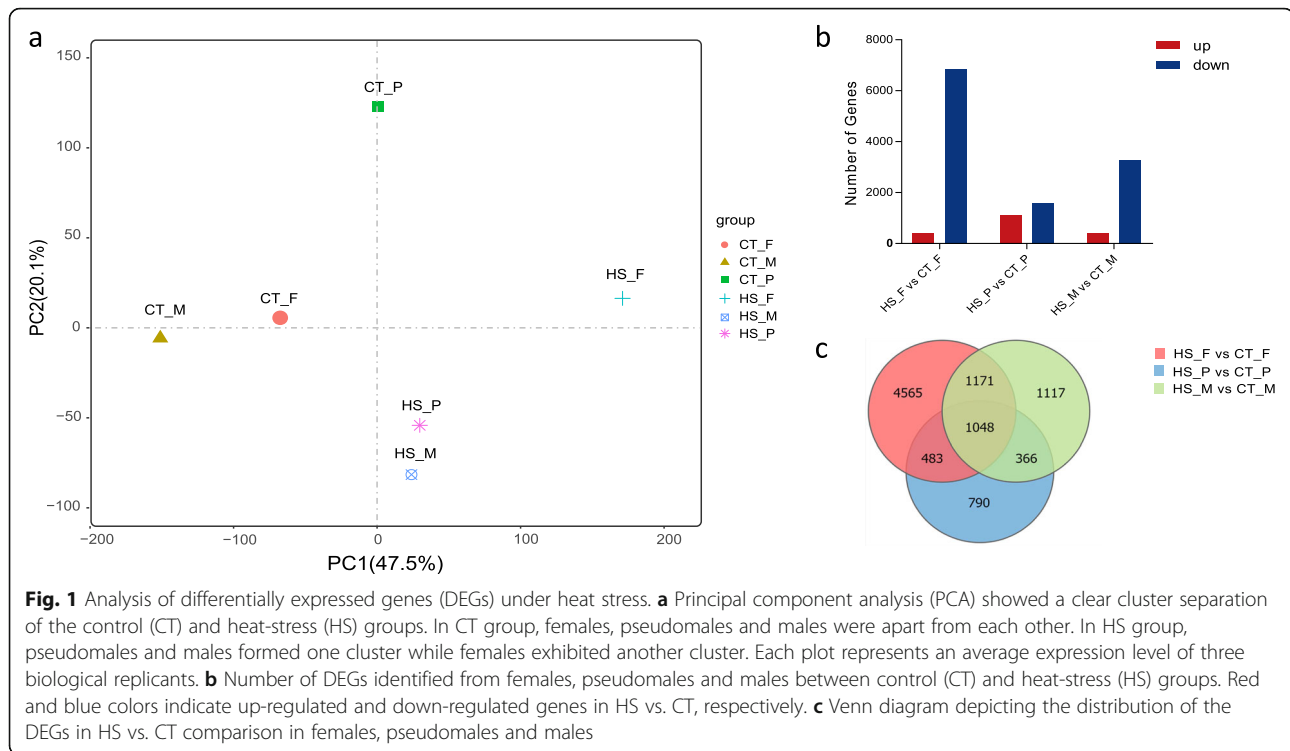 a
150
100
50
0
−50
−100
−200
−100
0
100
200
PC2(20.1%)
PC1(47.5%)
CT_P
HS_F
CT_F
CT_M
HS_P
HS_M
group
CT_F
CT_M
CT_P
HS_F
HS_M
HS_P
b
8000
6000
4000
2000
0
Number of Genes
up
down
HS_F vs CT_F
HS_P vs CT_P
HS_M vs CT_M
c
4565
1171
1117
1048
483
366
790
HS_F vs CT_F
HS_P vs CT_P
HS_M vs CT_M
Fig. 1 Analysis of differentially expressed genes (DEGs) under heat stress. a Principal component analysis (PCA) showed a clear cluster separation
of the control (CT) and heat-stress (HS) groups. In CT group, females, pseudomales and males were apart from each other. In HS group,
pseudomales and males formed one cluster while females exhibited another cluster. Each plot represents an average expression level of three
biological replicants. b Number of DEGs identified from females, pseudomales and males between control (CT) and heat-stress (HS) groups. Red
and blue colors indicate up-regulated and down-regulated genes in HS vs. CT, respectively. c Venn diagram depicting the distribution of the
DEGs in HS vs. CT comparison in females, pseudomales and males